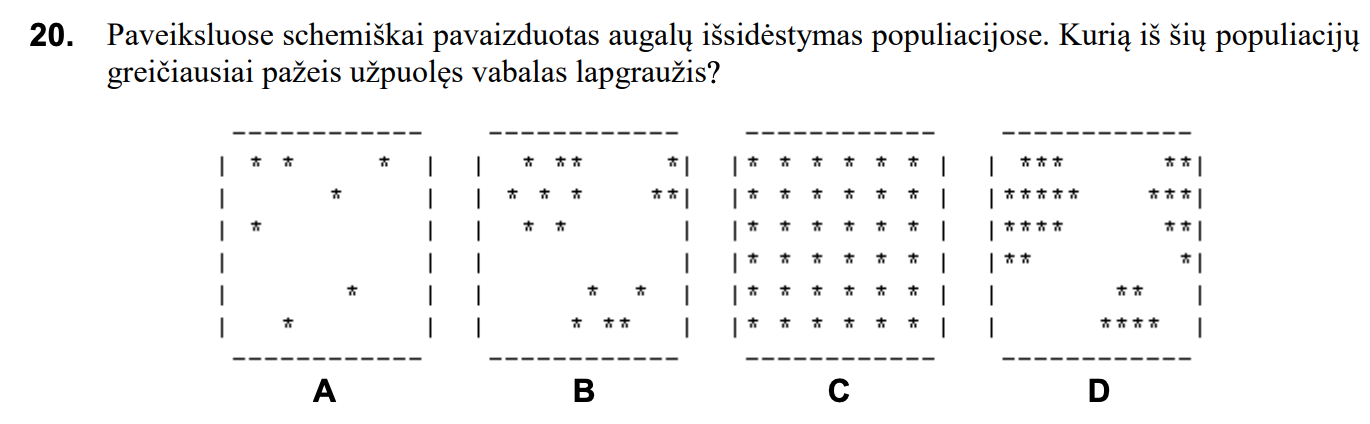 20. Paveiksluose schemiškai pavaizduotas augalų išsidėstymas populiacijose. Kurią iš šių populiacijų
greičiausiai pažeis užpuolęs vabalas lapgraužis?
------------ ------------ ------------ ------------
| * *     * | |  * **     *| |* * * * * * | | ***      **|
|     *     | | * * *    **| |* * * * * * | |*****    ***|
| *         | |  * *       | |* * * * * * | |****      **|
|           | |            | |* * * * * * | |**         *|
|      *    | |      *  *  | |* * * * * * | |       **   |
|   *       | |     * **   | |* * * * * * | |      ****  |
------------ ------------ ------------ ------------
A B C D